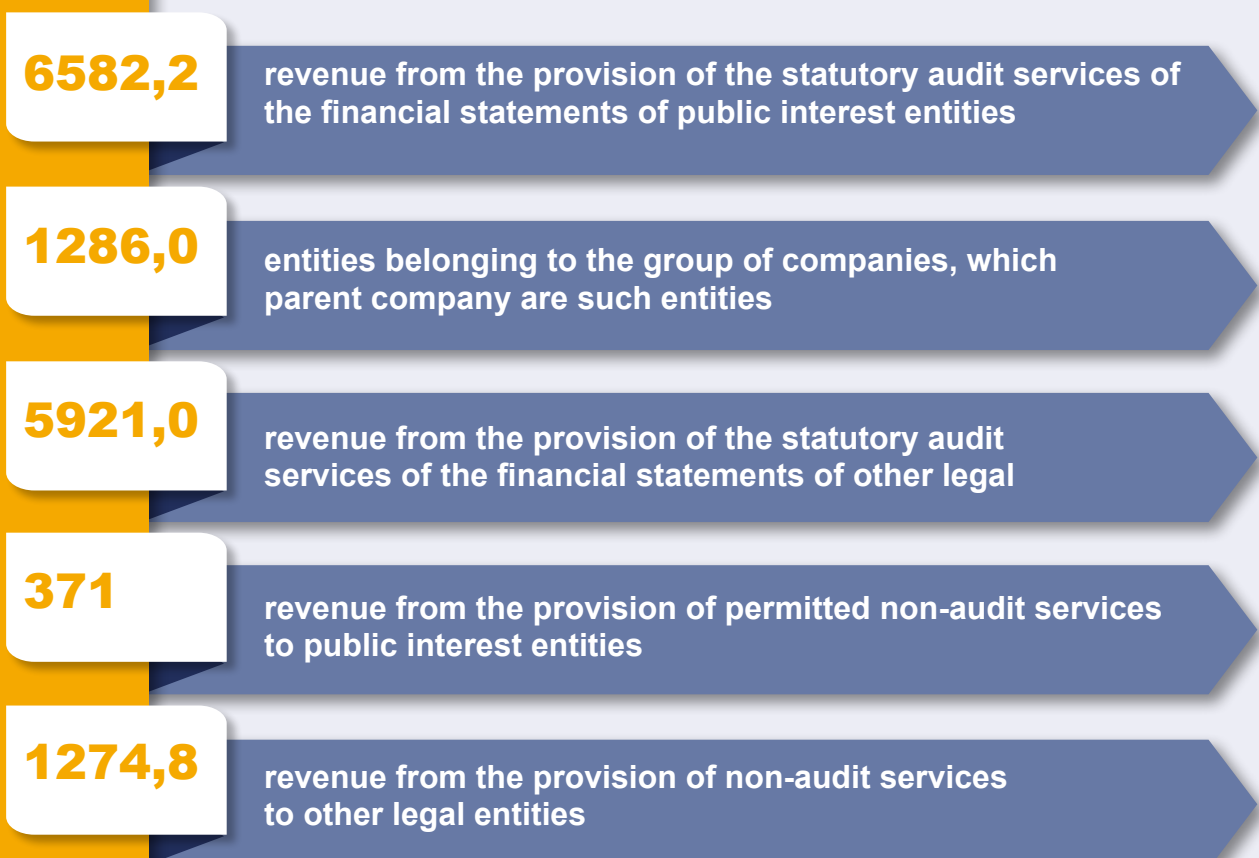 6582,2
revenue from the provision of the statutory audit services of
the financial statements of public interest entities
1286,0
entities belonging to the group of companies, which
parent company are such entities
5921,0
revenue from the provision of the statutory audit
services of the financial statements of other legal
371
revenue from the provision of permitted non-audit services
to public interest entities
1274,8
revenue from the provision of non-audit services
to other legal entities